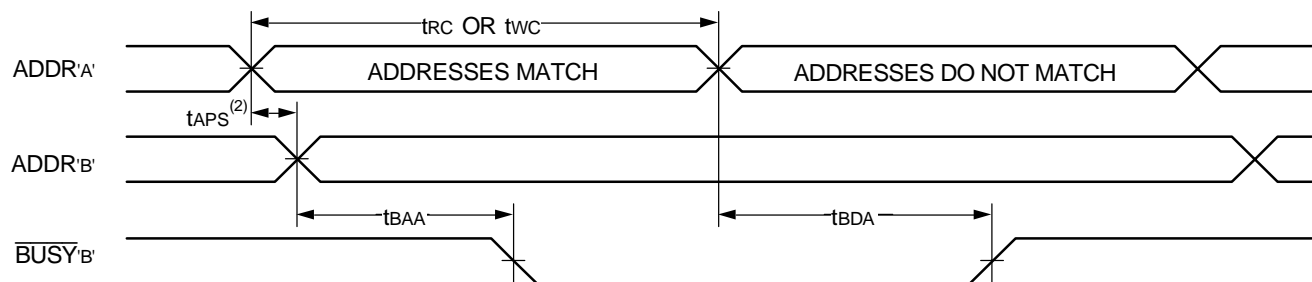 tRC OR tWC
ADDR'A' ADDRESSES MATCH ADDRESSES DO NOT MATCH
tAPS(2)
ADDR'B'
tBAA tBDA
BUSY'B'